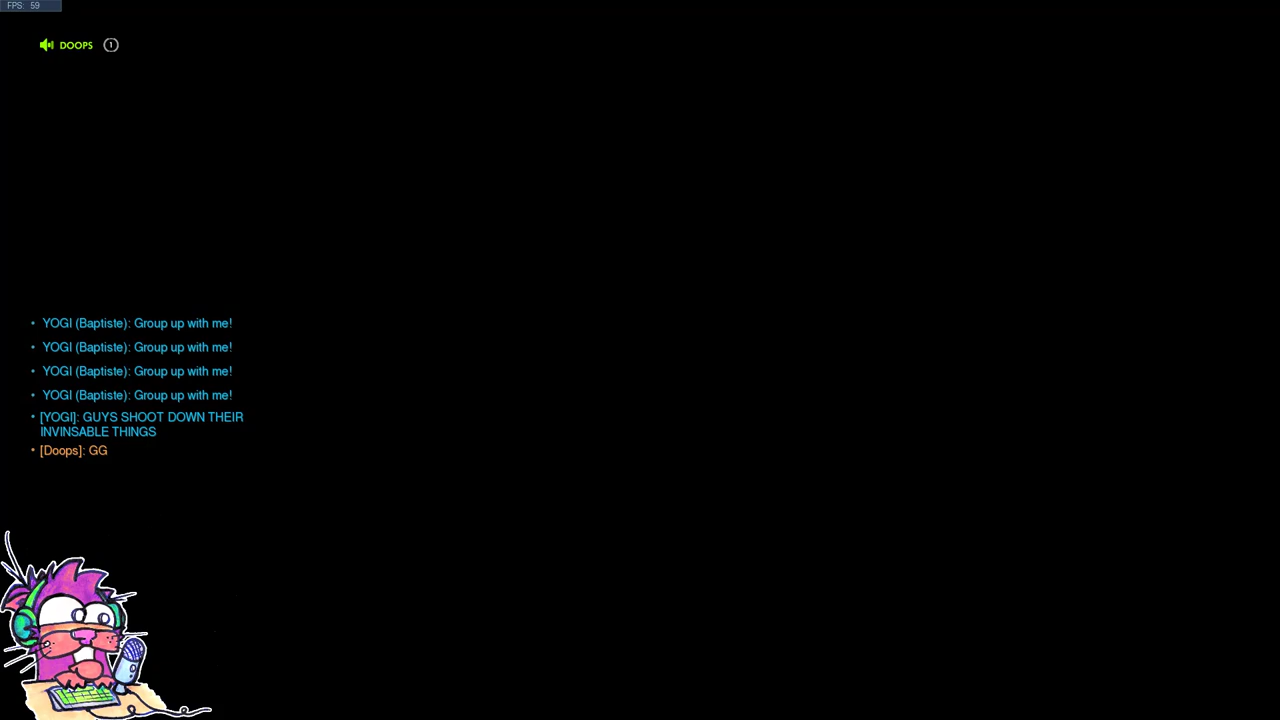 FPS: 59
DOOPS 1
• YOGI (Baptiste): Group up with me!
• YOGI (Baptiste): Group up with me!
• YOGI (Baptiste): Group up with me!
• YOGI (Baptiste): Group up with me!
• [YOGI]: GUYS SHOOT DOWN THEIR
INVINSABLE THINGS
• [Doops]: GG